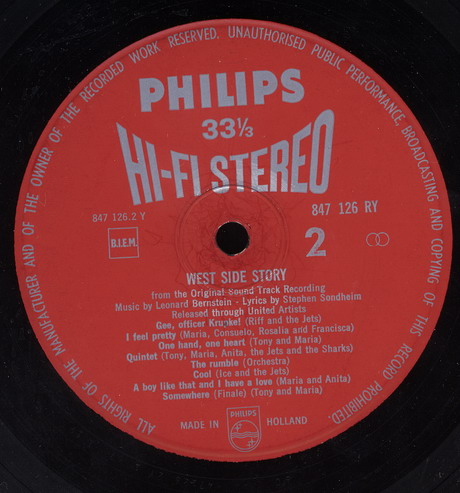 ALL RIGHTS OF THE MANUFACTURER AND OF THE OWNER OF THE RECORDED WORK RESERVED. UNAUTHORISED PUBLIC PERFORMANCE, BROADCASTING AND COPYING OF THIS RECORD PROHIBITED.
PHILIPS
33⅓
HI-FI STEREO
847 126.2 Y
847 126 RY
B.I.E.M.
2
WEST SIDE STORY
from the Original Sound Track Recording
Music by Leonard Bernstein - Lyrics by Stephen Sondheim
Released through United Artists
Gee, officer Krupke! (Riff and the Jets)
I feel pretty (Maria, Consuelo, Rosalia and Francisca)
One hand, one heart (Tony and Maria)
Quintet (Tony, Maria, Anita, the Jets and the Sharks)
The rumble (Orchestra)
Cool (Ice and the Jets)
A boy like that and I have a love (Maria and Anita)
Somewhere (Finale) (Tony and Maria)
MADE IN
PHILIPS
HOLLAND